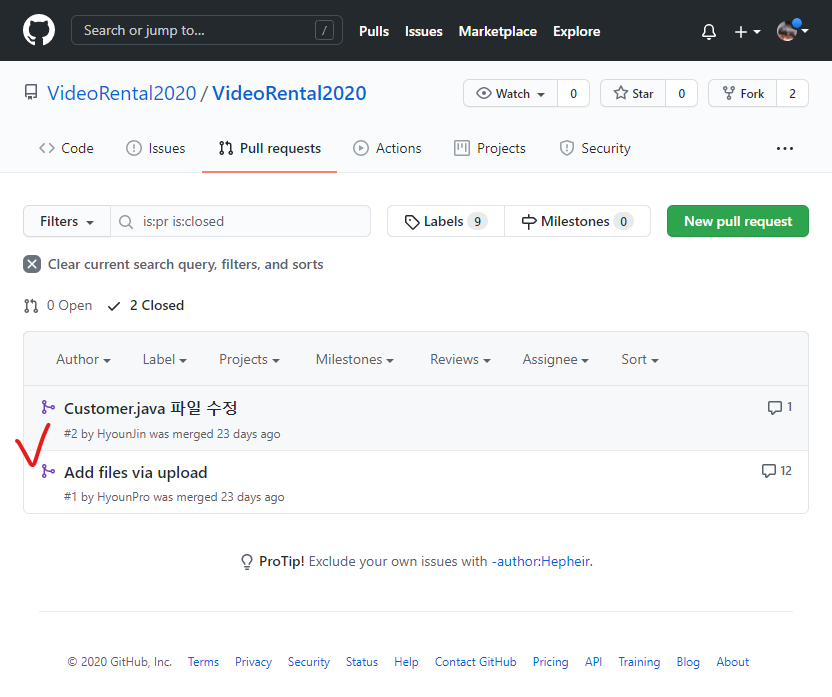 Search or jump to... /
Pulls Issues Marketplace Explore
VideoRental2020 / VideoRental2020
Watch 0 Star 0 Fork 2
Code Issues Pull requests Actions Projects Security ...
Filters is:pr is:closed Labels 9 Milestones 0 New pull request
Clear current search query, filters, and sorts
0 Open 2 Closed
Author Label Projects Milestones Reviews Assignee Sort
Customer.java 파일 수정 1
#2 by HyounJin was merged 23 days ago
Add files via upload 12
#1 by HyounPro was merged 23 days ago
ProTip! Exclude your own issues with -author:Hepheir.
© 2020 GitHub, Inc. Terms Privacy Security Status Help Contact GitHub Pricing API Training Blog About